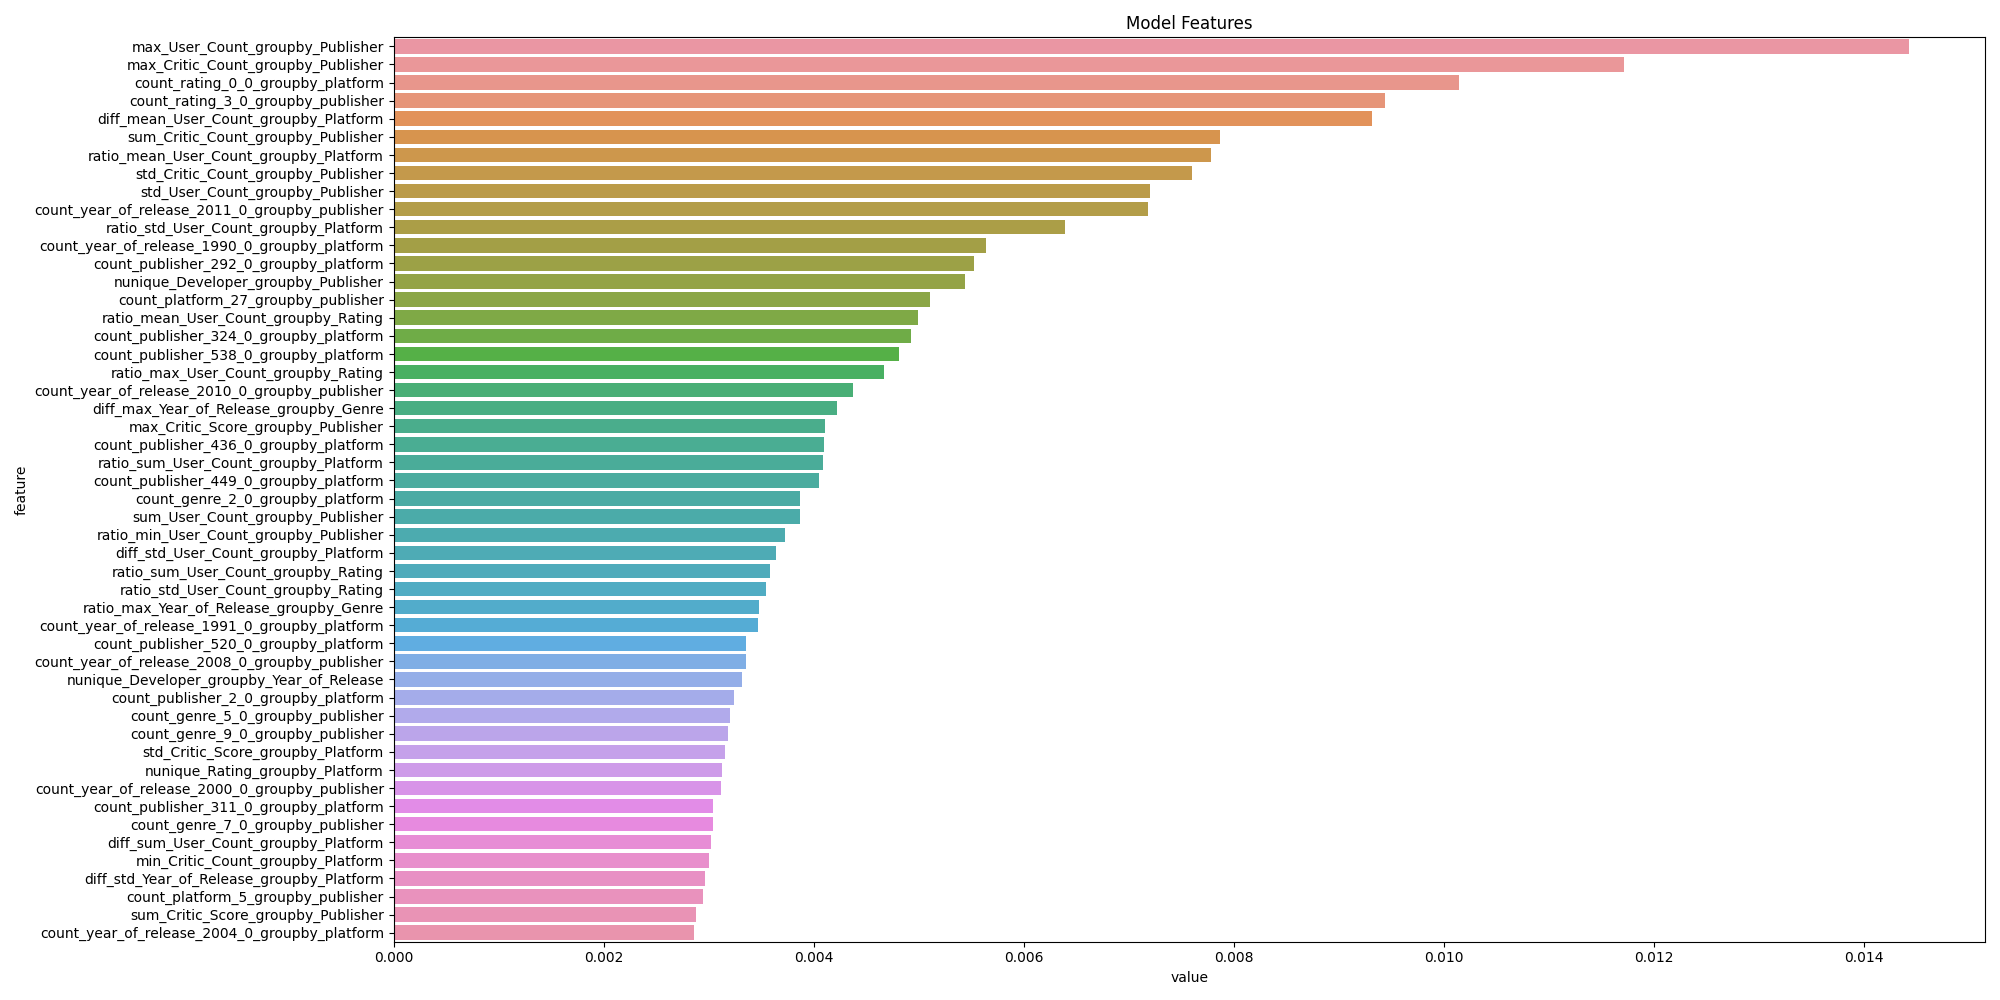 Model Features
feature
max_User_Count_groupby_Publisher
max_Critic_Count_groupby_Publisher
count_rating_0_0_groupby_platform
count_rating_3_0_groupby_publisher
diff_mean_User_Count_groupby_Platform
sum_Critic_Count_groupby_Publisher
ratio_mean_User_Count_groupby_Platform
std_Critic_Count_groupby_Publisher
std_User_Count_groupby_Publisher
count_year_of_release_2011_0_groupby_publisher
ratio_std_User_Count_groupby_Platform
count_year_of_release_1990_0_groupby_platform
count_publisher_292_0_groupby_platform
nunique_Developer_groupby_Publisher
count_platform_27_groupby_publisher
ratio_mean_User_Count_groupby_Rating
count_publisher_324_0_groupby_platform
count_publisher_538_0_groupby_platform
ratio_max_User_Count_groupby_Rating
count_year_of_release_2010_0_groupby_publisher
diff_max_Year_of_Release_groupby_Genre
max_Critic_Score_groupby_Publisher
count_publisher_436_0_groupby_platform
ratio_sum_User_Count_groupby_Platform
count_publisher_449_0_groupby_platform
count_genre_2_0_groupby_platform
sum_User_Count_groupby_Publisher
ratio_min_User_Count_groupby_Publisher
diff_std_User_Count_groupby_Platform
ratio_sum_User_Count_groupby_Rating
ratio_std_User_Count_groupby_Rating
ratio_max_Year_of_Release_groupby_Genre
count_year_of_release_1991_0_groupby_platform
count_publisher_520_0_groupby_platform
count_year_of_release_2008_0_groupby_publisher
nunique_Developer_groupby_Year_of_Release
count_publisher_2_0_groupby_platform
count_genre_5_0_groupby_publisher
count_genre_9_0_groupby_publisher
std_Critic_Score_groupby_Platform
nunique_Rating_groupby_Platform
count_year_of_release_2000_0_groupby_publisher
count_publisher_311_0_groupby_platform
count_genre_7_0_groupby_publisher
diff_sum_User_Count_groupby_Platform
min_Critic_Count_groupby_Platform
diff_std_Year_of_Release_groupby_Platform
count_platform_5_groupby_publisher
sum_Critic_Score_groupby_Publisher
count_year_of_release_2004_0_groupby_platform
0.000 0.002 0.004 0.006 0.008 0.010 0.012 0.014
value